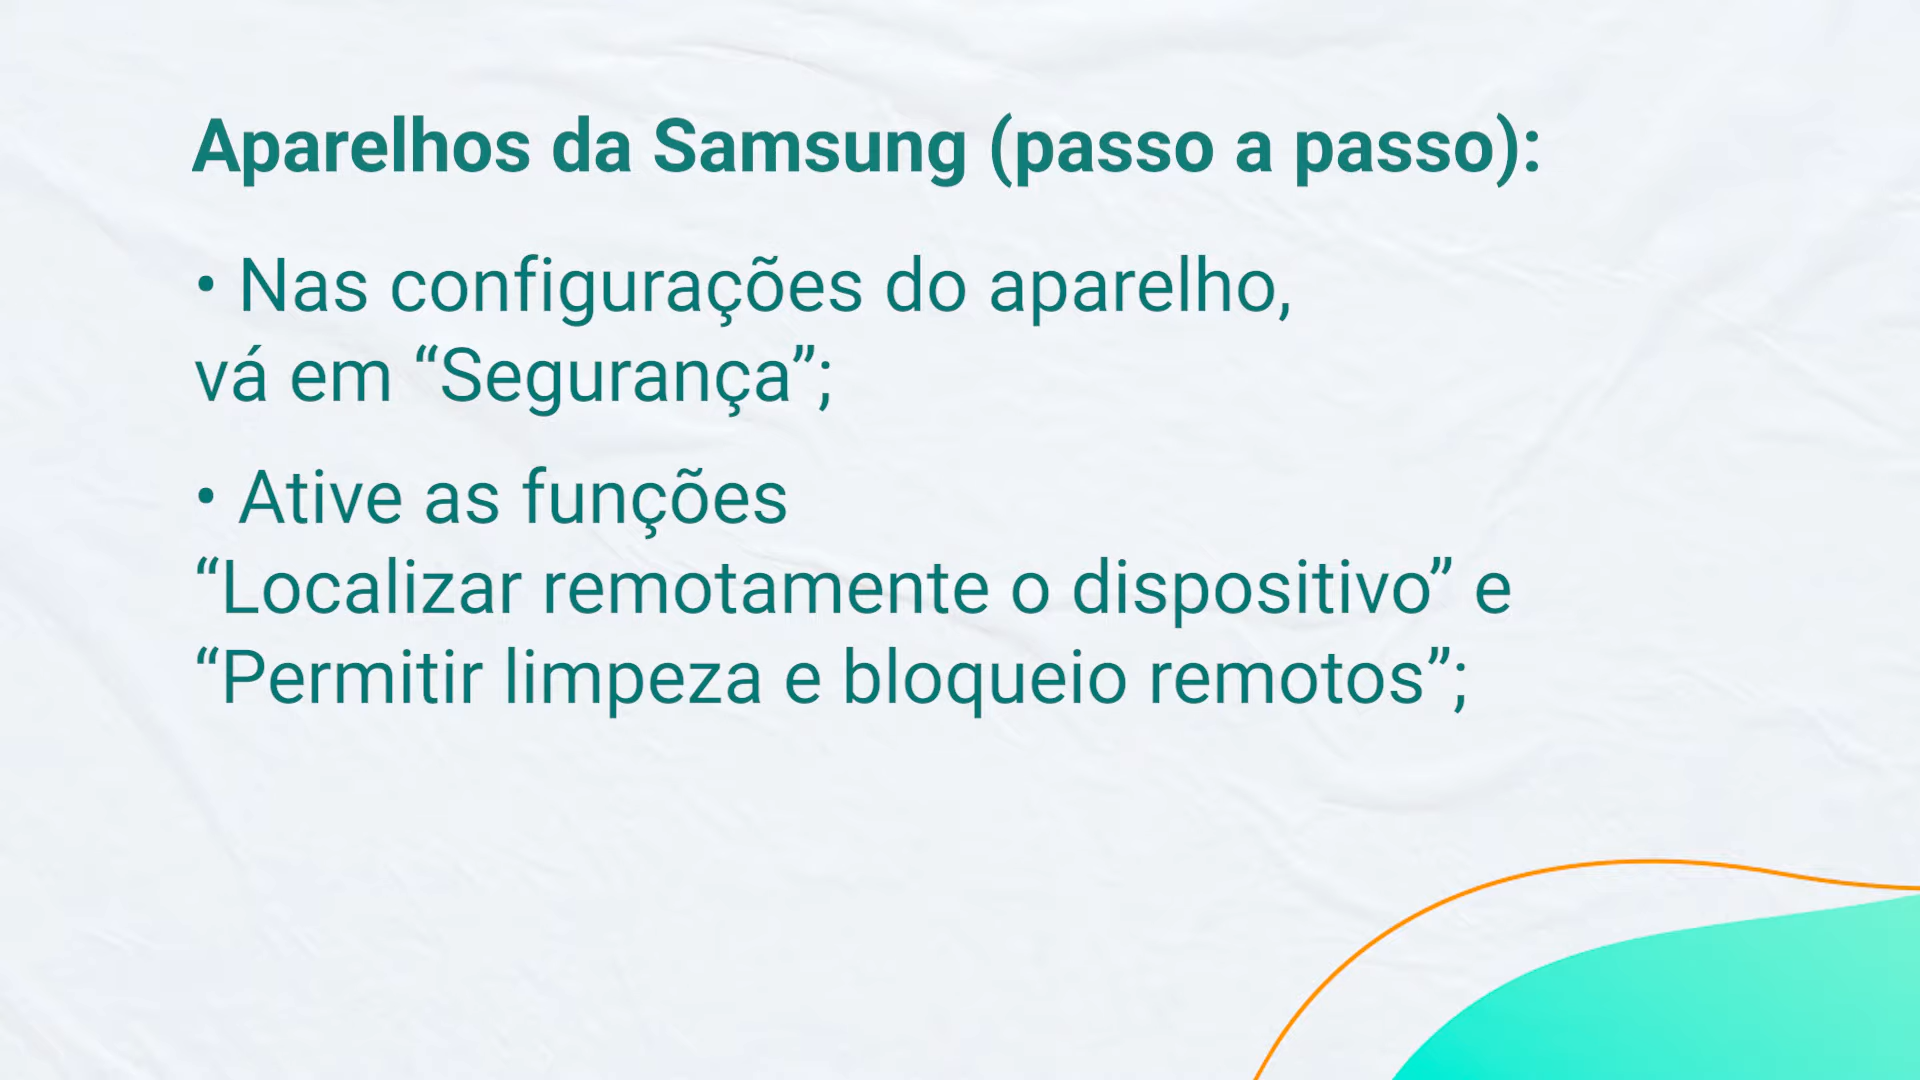 Aparelhos da Samsung (passo a passo):
• Nas configurações do aparelho,
vá em “Segurança”;
• Ative as funções
“Localizar remotamente o dispositivo” e
“Permitir limpeza e bloqueio remotos”;